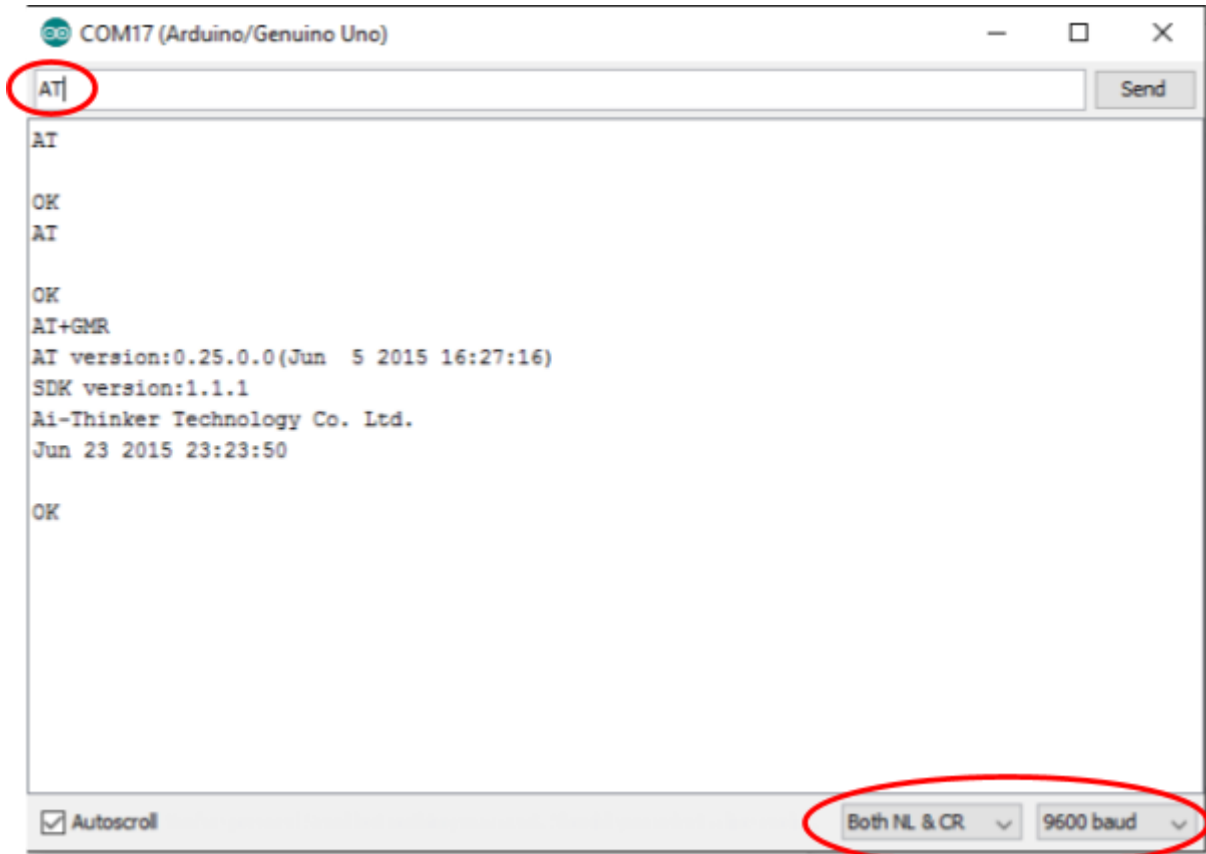 COM17 (Arduino/Genuino Uno)
AT
Send
AT
OK
AT
OK
AT+GMR
AT version:0.25.0.0(Jun  5 2015 16:27:16)
SDK version:1.1.1
Ai-Thinker Technology Co. Ltd.
Jun 23 2015 23:23:50
OK
Autoscroll
Both NL & CR
9600 baud